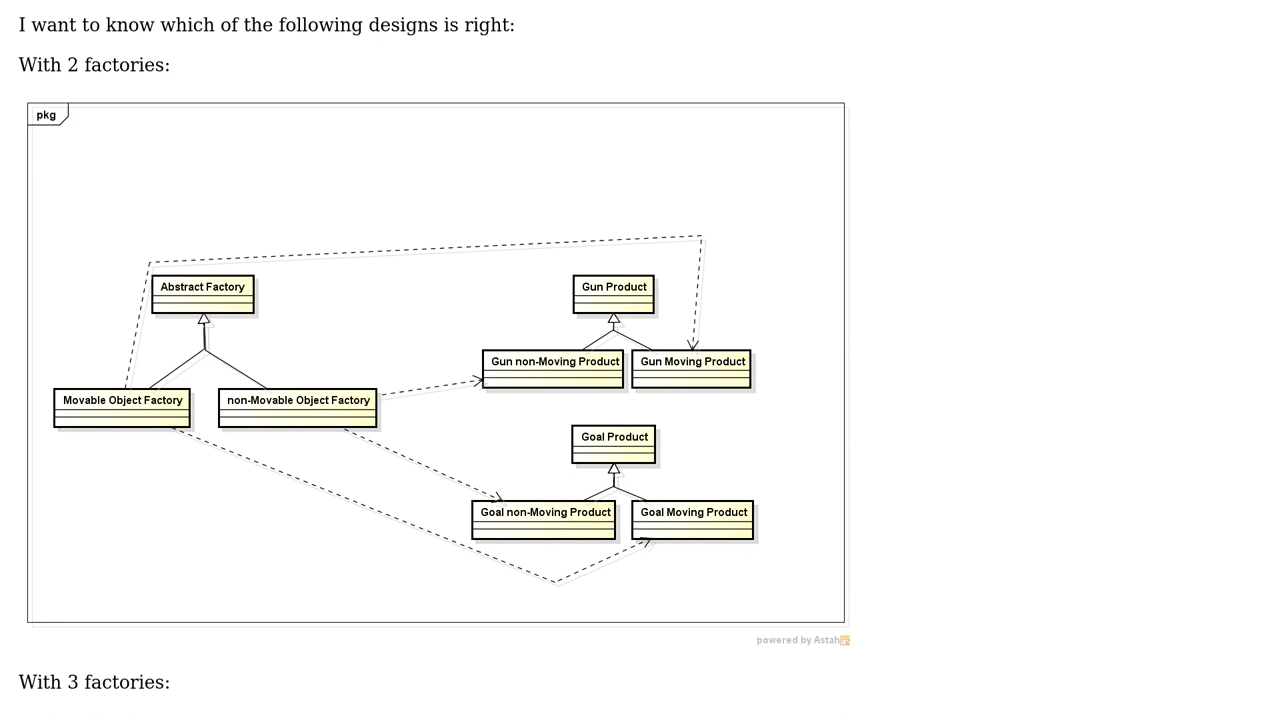 I want to know which of the following designs is right:
With 2 factories:
pkg
Abstract Factory
Gun Product
Gun non-Moving Product
Gun Moving Product
Movable Object Factory
non-Movable Object Factory
Goal Product
Goal non-Moving Product
Goal Moving Product
powered by Astah
With 3 factories: